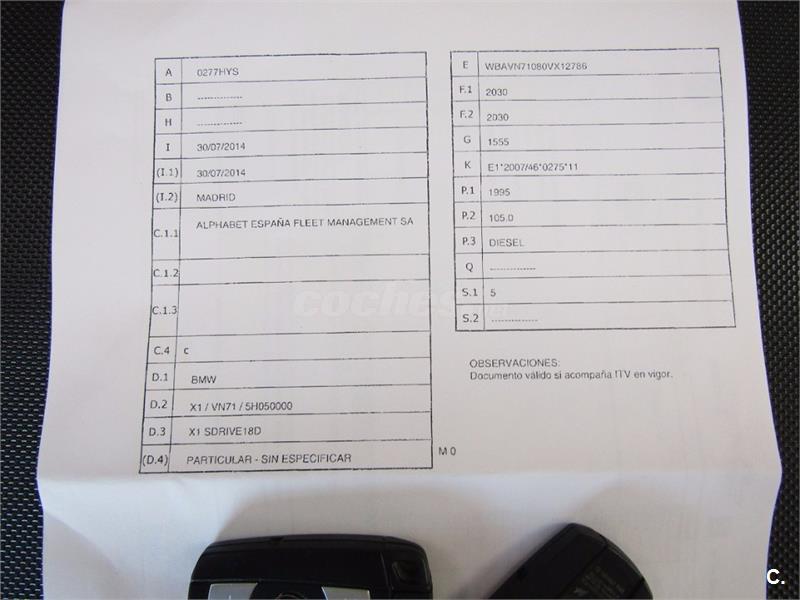 A 0277HYS
B --------------
H --------------
I 30/07/2014
(I.1) 30/07/2014
(I.2) MADRID
C.1.1 ALPHABET ESPAÑA FLEET MANAGEMENT SA
C.1.2
C.1.3
C.4 c
D.1 BMW
D.2 X1 / VN71 / 5H050000
D.3 X1 SDRIVE18D
(D.4) PARTICULAR - SIN ESPECIFICAR
E WBAVN71080VX12786
F.1 2030
F.2 2030
G 1555
K E1*2007/46*0275*11
P.1 1995
P.2 105.0
P.3 DIESEL
Q --------------
S.1 5
S.2 --------------
OBSERVACIONES:
Documento válido si acompaña ITV en vigor.
M 0
coches.net
C.